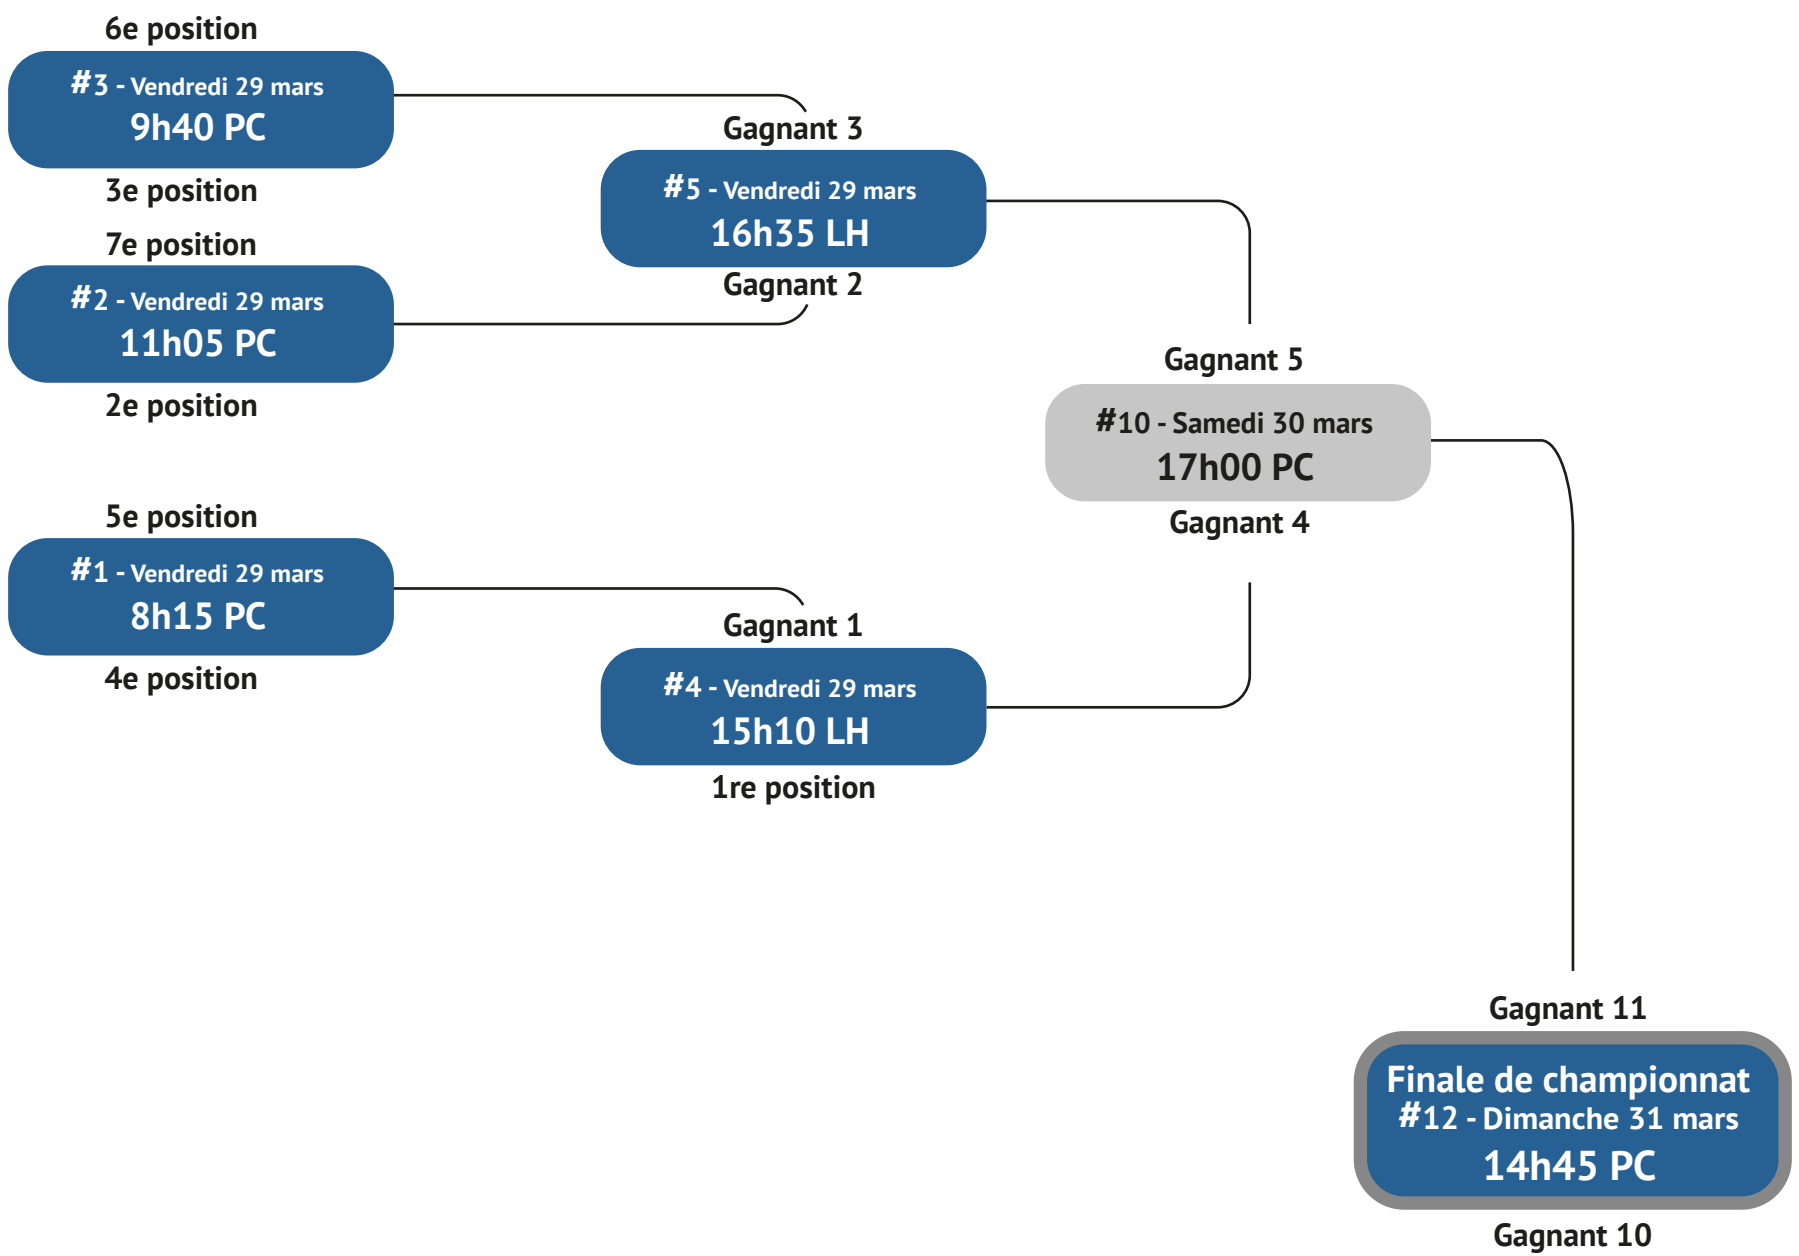 6e position
#3 - Vendredi 29 mars
9h40 PC
3e position
7e position
#2 - Vendredi 29 mars
11h05 PC
2e position
5e position
#1 - Vendredi 29 mars
8h15 PC
4e position
Gagnant 3
#5 - Vendredi 29 mars
16h35 LH
Gagnant 2
Gagnant 1
#4 - Vendredi 29 mars
15h10 LH
1re position
Gagnant 5
#10 - Samedi 30 mars
17h00 PC
Gagnant 4
Gagnant 11
Finale de championnat
#12 - Dimanche 31 mars
14h45 PC
Gagnant 10